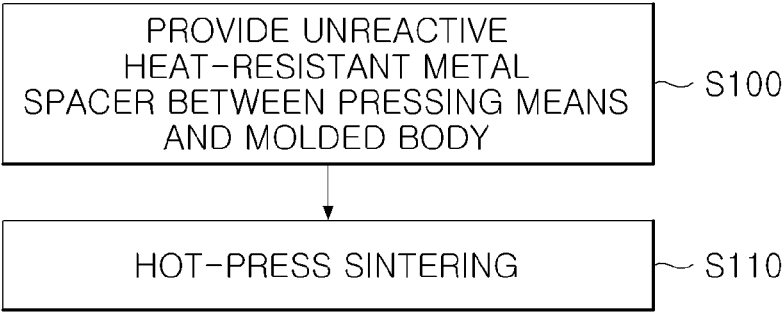 PROVIDE UNREACTIVE
HEAT-RESISTANT METAL
SPACER BETWEEN PRESSING MEANS
AND MOLDED BODY
S100
HOT-PRESS SINTERING
S110